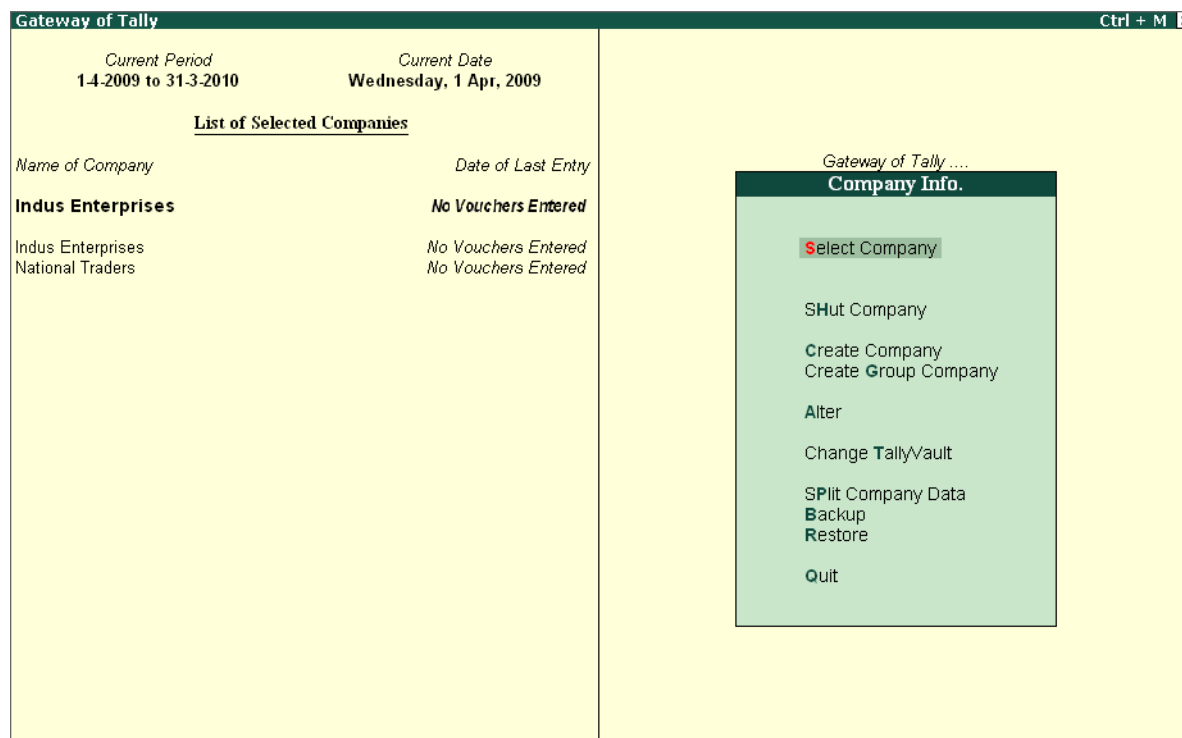 Gateway of Tally Ctrl + M
Current Period Current Date
1-4-2009 to 31-3-2010 Wednesday, 1 Apr, 2009
List of Selected Companies
Name of Company Date of Last Entry
Indus Enterprises No Vouchers Entered
Indus Enterprises No Vouchers Entered
National Traders No Vouchers Entered
Gateway of Tally ....
Company Info.
Select Company
SHut Company
Create Company
Create Group Company
Alter
Change TallyVault
SPlit Company Data
Backup
Restore
Quit